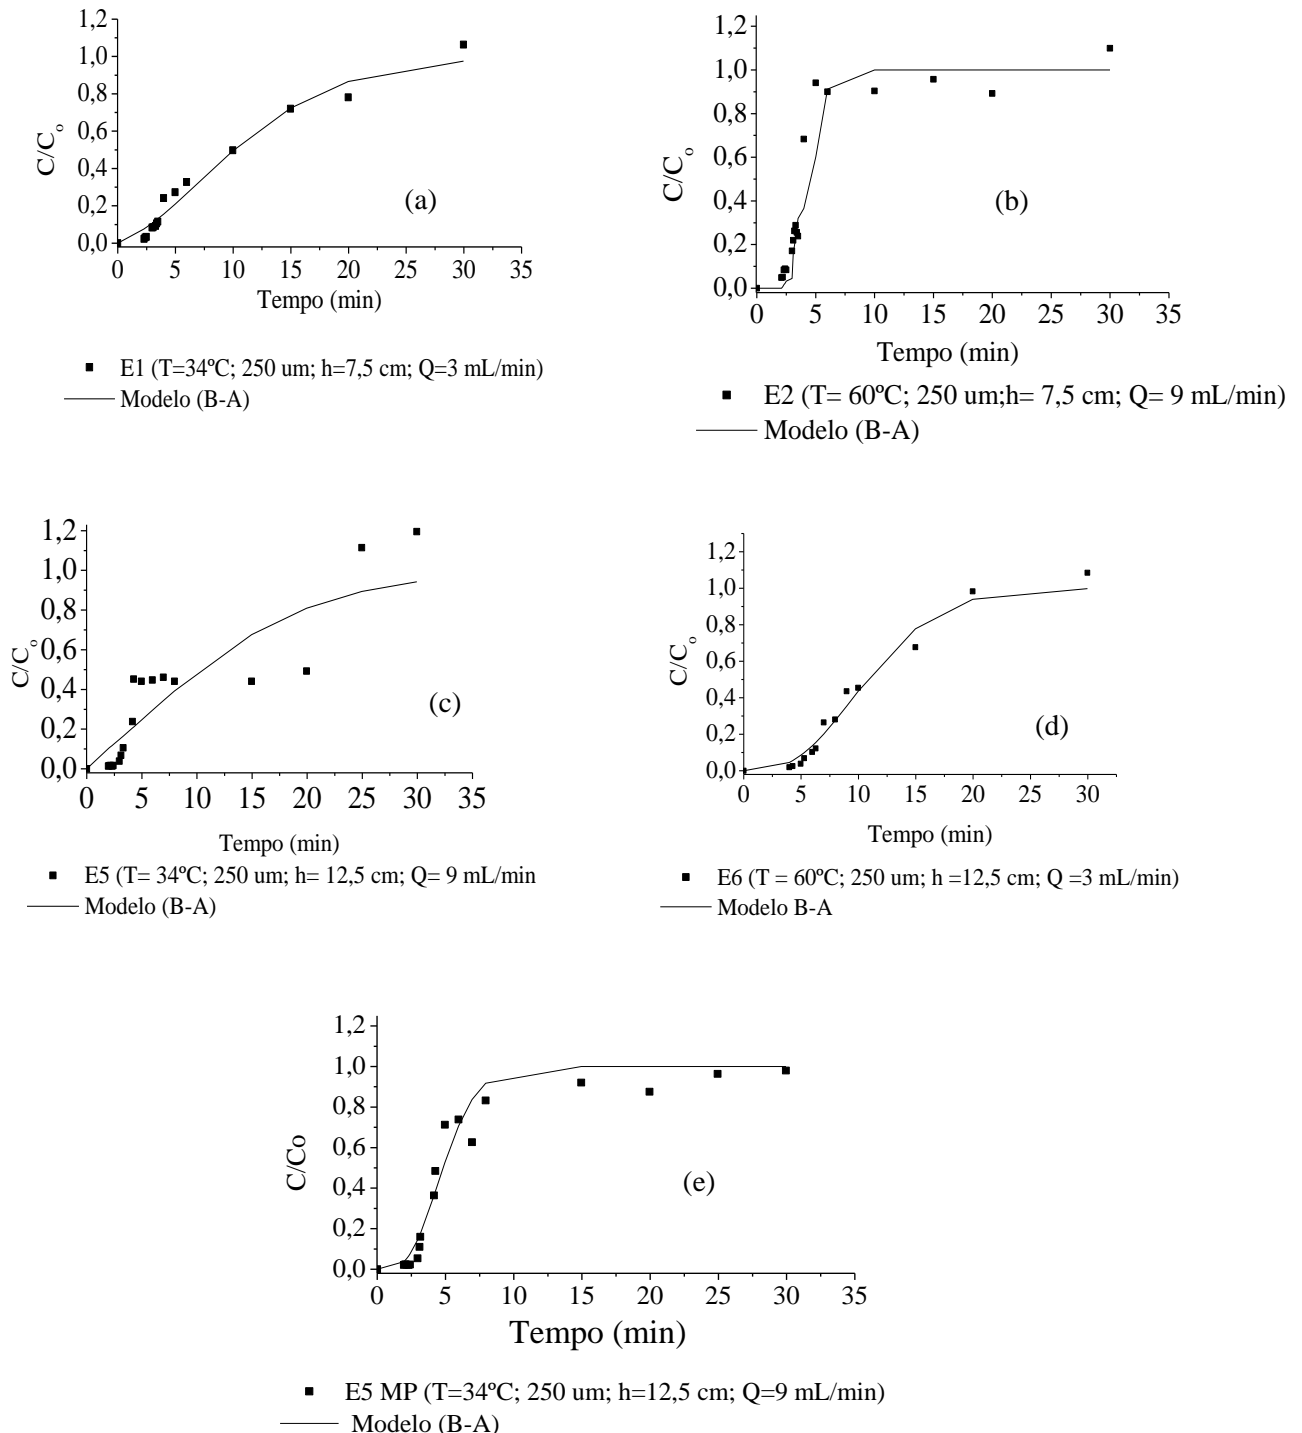 1,2
1,0
0,8
0,6
0,4
0,2
0,0
C/C₀
(a)
0 5 10 15 20 25 30 35
Tempo (min)
E1 (T=34ºC; 250 um; h=7,5 cm; Q=3 mL/min)
Modelo (B-A)
1,2
1,0
0,8
0,6
0,4
0,2
0,0
C/C₀
(b)
0 5 10 15 20 25 30 35
Tempo (min)
E2 (T= 60ºC; 250 um;h= 7,5 cm; Q= 9 mL/min)
Modelo (B-A)
1,2
1,0
0,8
0,6
0,4
0,2
0,0
C/C₀
(c)
0 5 10 15 20 25 30 35
Tempo (min)
E5 (T= 34ºC; 250 um; h= 12,5 cm; Q= 9 mL/min
Modelo (B-A)
1,2
1,0
0,8
0,6
0,4
0,2
0,0
C/C₀
(d)
0 5 10 15 20 25 30
Tempo (min)
E6 (T = 60ºC; 250 um; h =12,5 cm; Q =3 mL/min)
Modelo B-A
1,2
1,0
0,8
0,6
0,4
0,2
0,0
C/Co
(e)
0 5 10 15 20 25 30 35
Tempo (min)
E5 MP (T=34ºC; 250 um; h=12,5 cm; Q=9 mL/min)
Modelo (B-A)